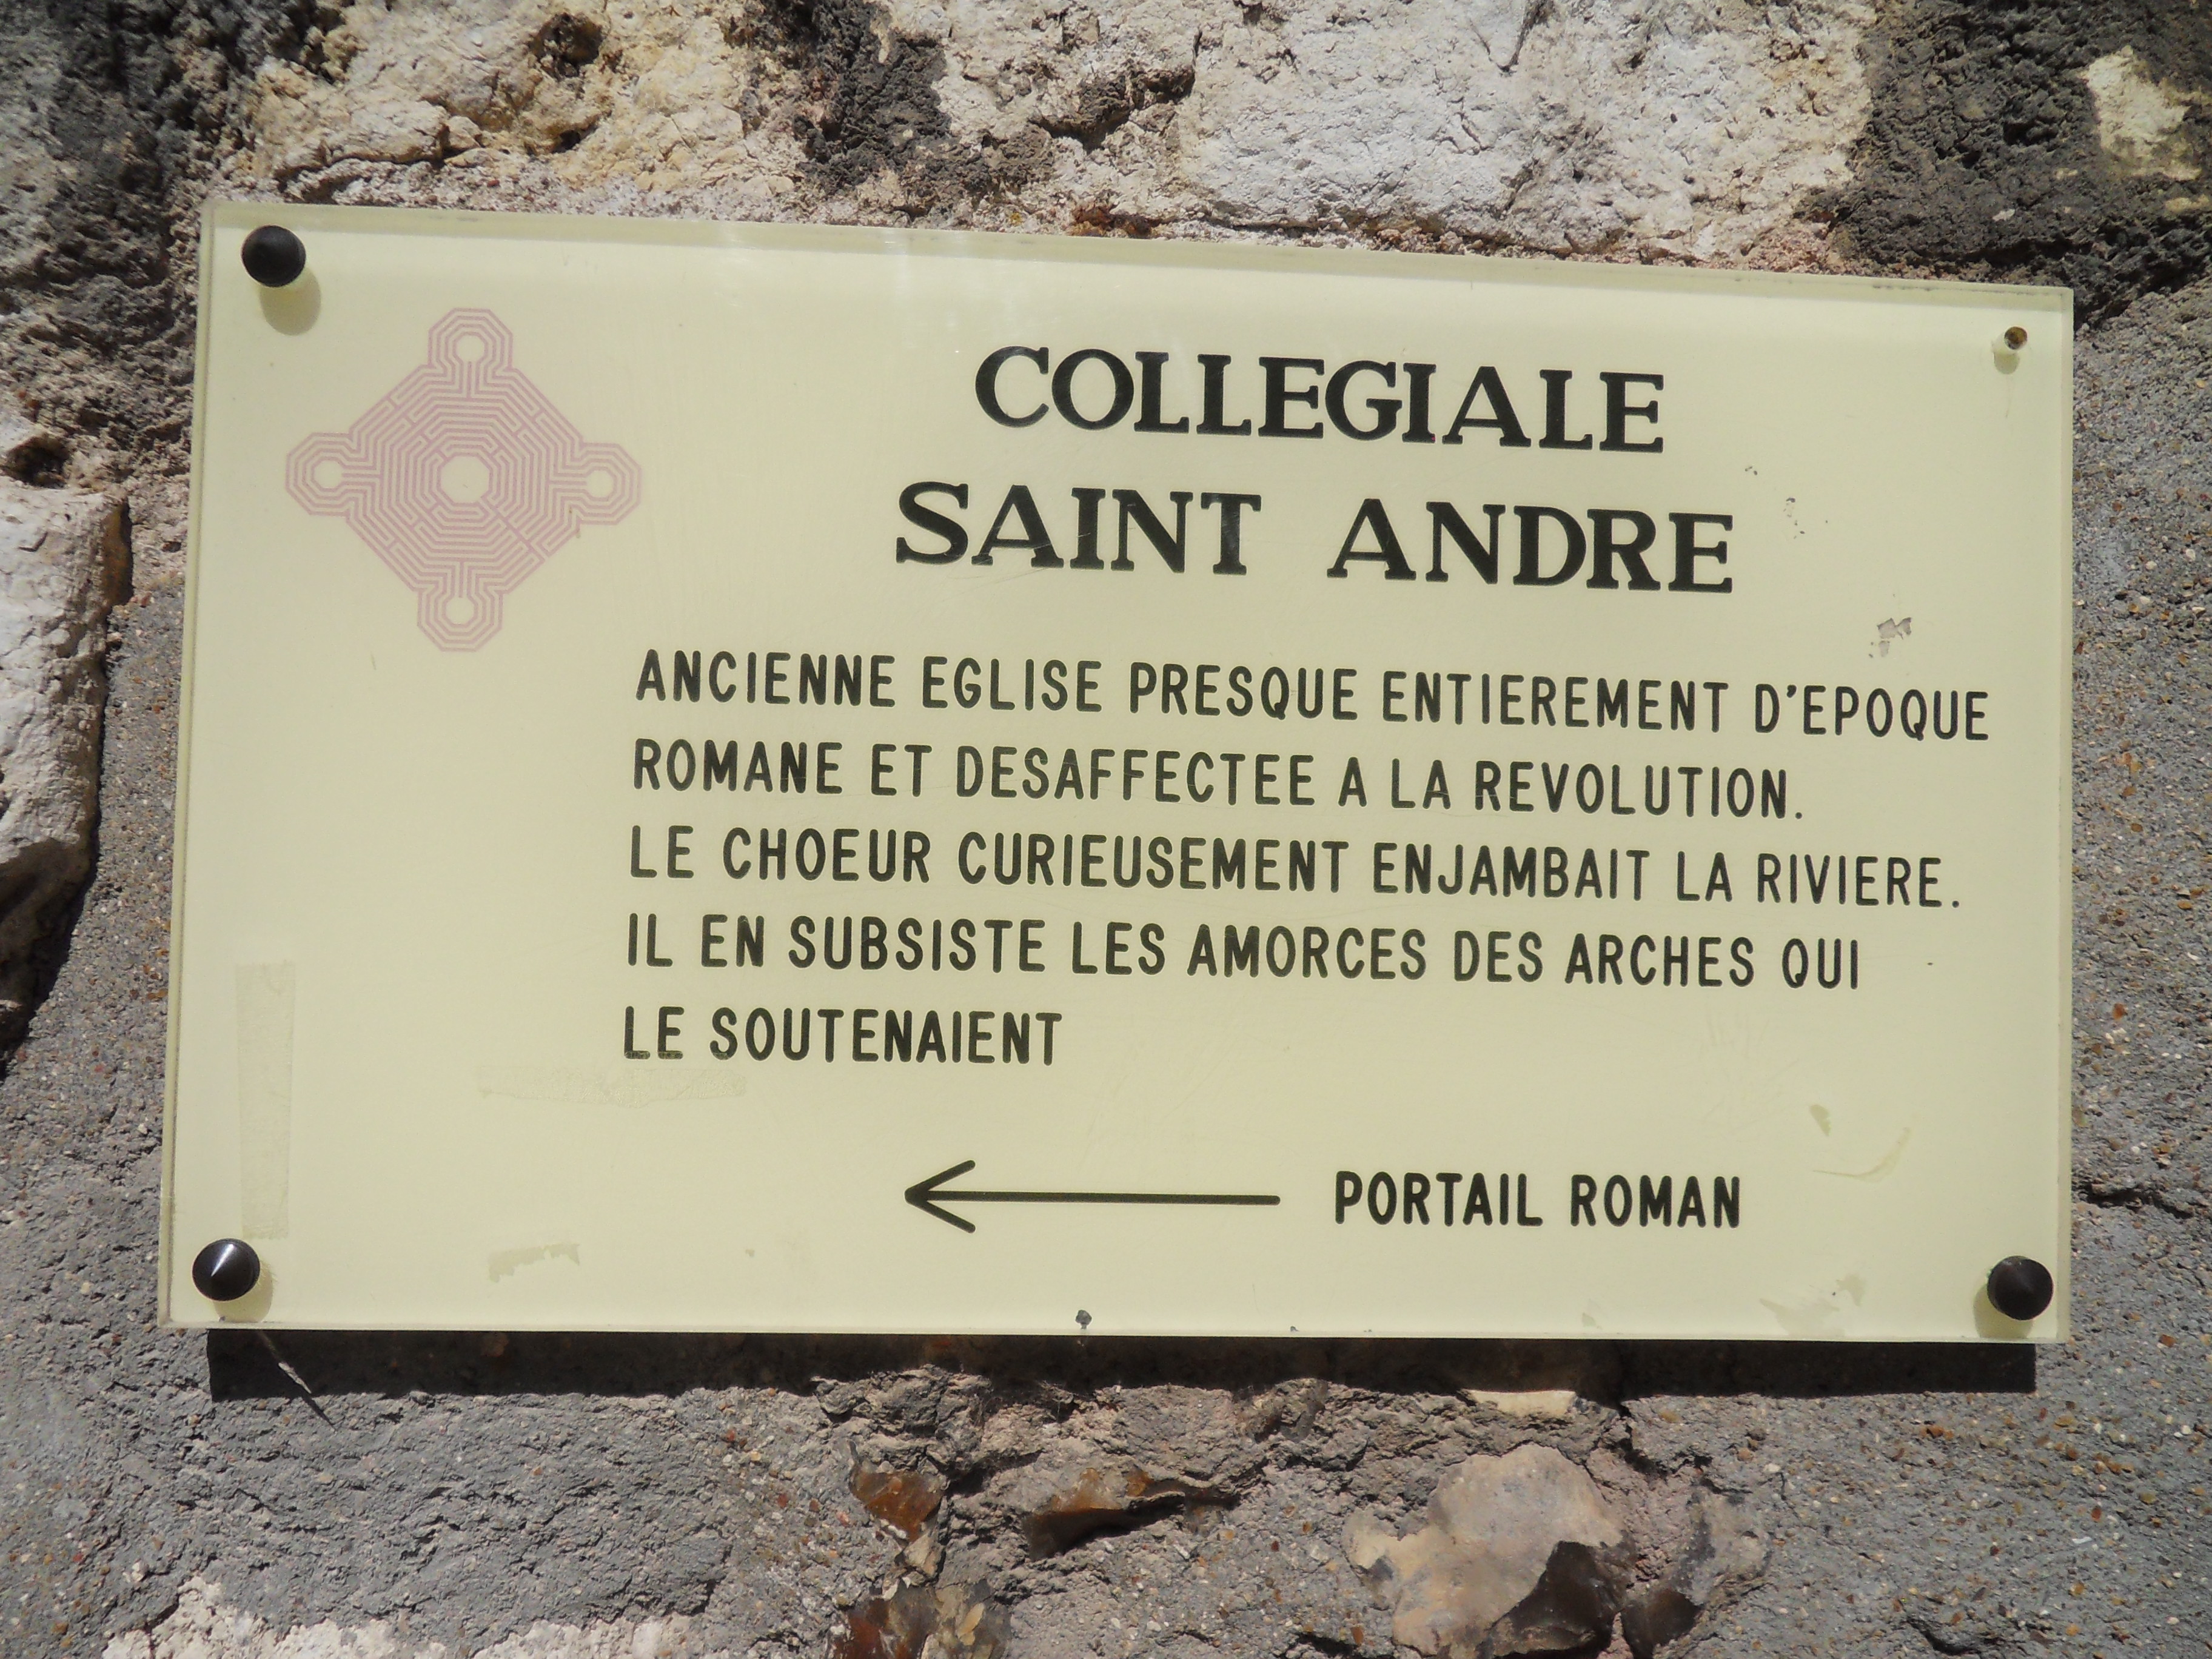 COLLEGIALE
SAINT ANDRE
ANCIENNE EGLISE PRESQUE ENTIEREMENT D'EPOQUE
ROMANE ET DESAFFECTEE A LA REVOLUTION.
LE CHOEUR CURIEUSEMENT ENJAMBAIT LA RIVIERE.
IL EN SUBSISTE LES AMORCES DES ARCHES QUI
LE SOUTENAIENT
PORTAIL ROMAN